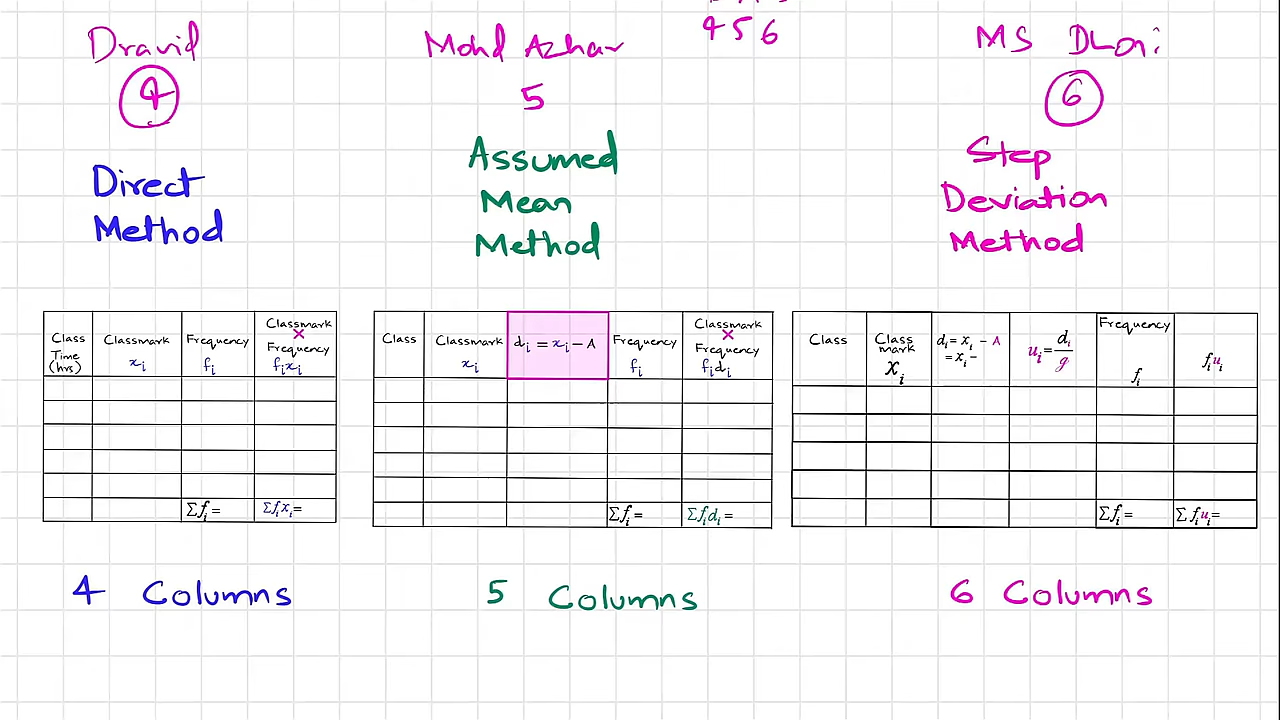 4 5 6
Dravid
4
Direct
Method
Mohd Azhar
5
Assumed
Mean
Method
MS Dhoni
6
Step
Deviation
Method
Class
Time
(hrs)
Classmark
xᵢ
Frequency
fᵢ
Classmark
×
Frequency
fᵢxᵢ
Σfᵢ=
Σfᵢxᵢ=
Class
Classmark
xᵢ
dᵢ = xᵢ - A
Frequency
fᵢ
Classmark
×
Frequency
fᵢdᵢ
Σfᵢ=
Σfᵢdᵢ=
Class
Class
mark
xᵢ
dᵢ= xᵢ - A
= xᵢ-
uᵢ=dᵢ/g
Frequency
fᵢ
fᵢuᵢ
Σfᵢ=
Σfᵢuᵢ=
4 Columns
5 Columns
6 Columns